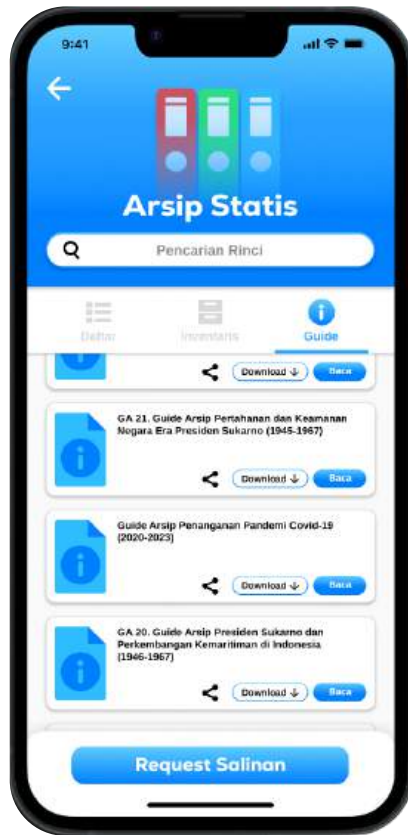 9:41
Arsip Statis
Pencarian Rinci
Daftar
Inventaris
Guide
Download
Baca
GA 21. Guide Arsip Pertahanan dan Keamanan
Negara Era Presiden Sukarno (1945-1967)
Download
Baca
Guide Arsip Penanganan Pandemi Covid-19
(2020-2023)
Download
Baca
GA 20. Guide Arsip Presiden Sukarno dan
Perkembangan Kemaritiman di Indonesia
(1946-1967)
Download
Baca
Request Salinan